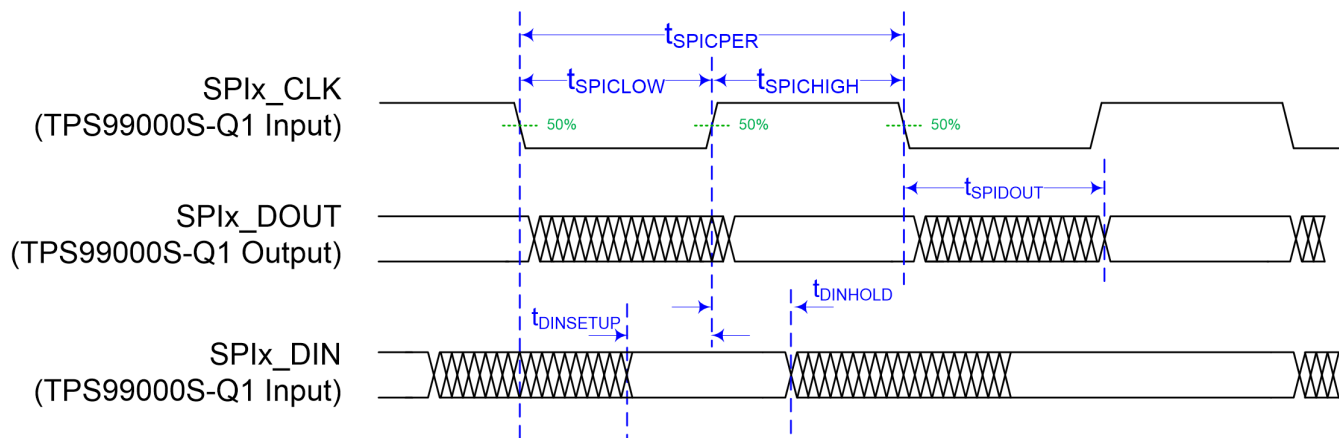 tSPICPER
tSPICLOW
tSPICHIGH
SPIx_CLK
(TPS99000S-Q1 Input)
50%
50%
50%
tSPIDOUT
SPIx_DOUT
(TPS99000S-Q1 Output)
tDINHOLD
tDINSETUP
SPIx_DIN
(TPS99000S-Q1 Input)